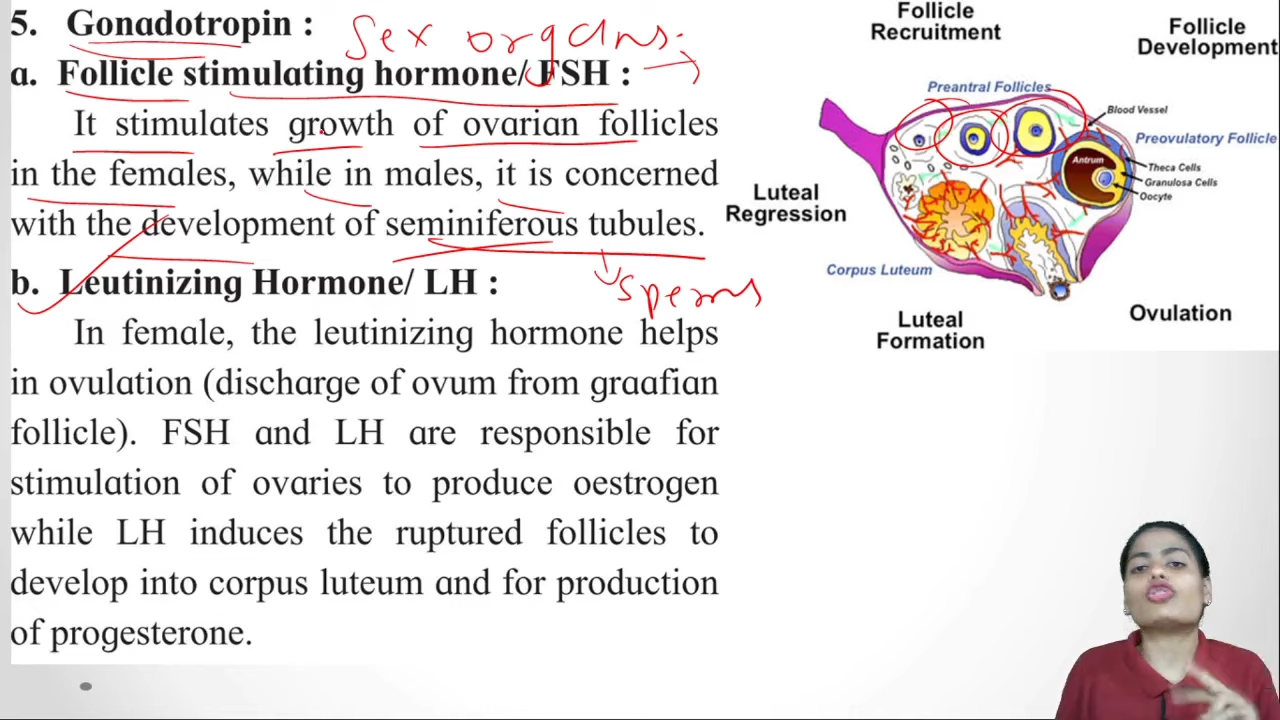 5. Gonadotropin :
Sex organs.
a. Follicle stimulating hormone/ FSH :
It stimulates growth of ovarian follicles
in the females, while in males, it is concerned
with the development of seminiferous tubules.
sperms
b. Leutinizing Hormone/ LH :
In female, the leutinizing hormone helps
in ovulation (discharge of ovum from graafian
follicle). FSH and LH are responsible for
stimulation of ovaries to produce oestrogen
while LH induces the ruptured follicles to
develop into corpus luteum and for production
of progesterone.
Follicle
Recruitment
Follicle
Development
Preantral Follicles
Blood Vessel
Preovulatory Follicle
Antrum
Theca Cells
Granulosa Cells
Oocyte
Luteal
Regression
Corpus Luteum
Luteal
Formation
Ovulation